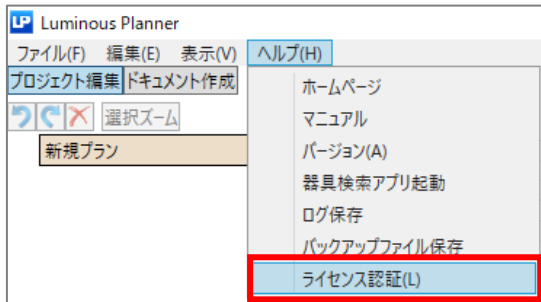 LP Luminous Planner
ファイル(F) 編集(E) 表示(V) ヘルプ(H)
プロジェクト編集 ドキュメント作成
選択ズーム
新規プラン
ホームページ
マニュアル
バージョン(A)
器具検索アプリ起動
ログ保存
バックアップファイル保存
ライセンス認証(L)